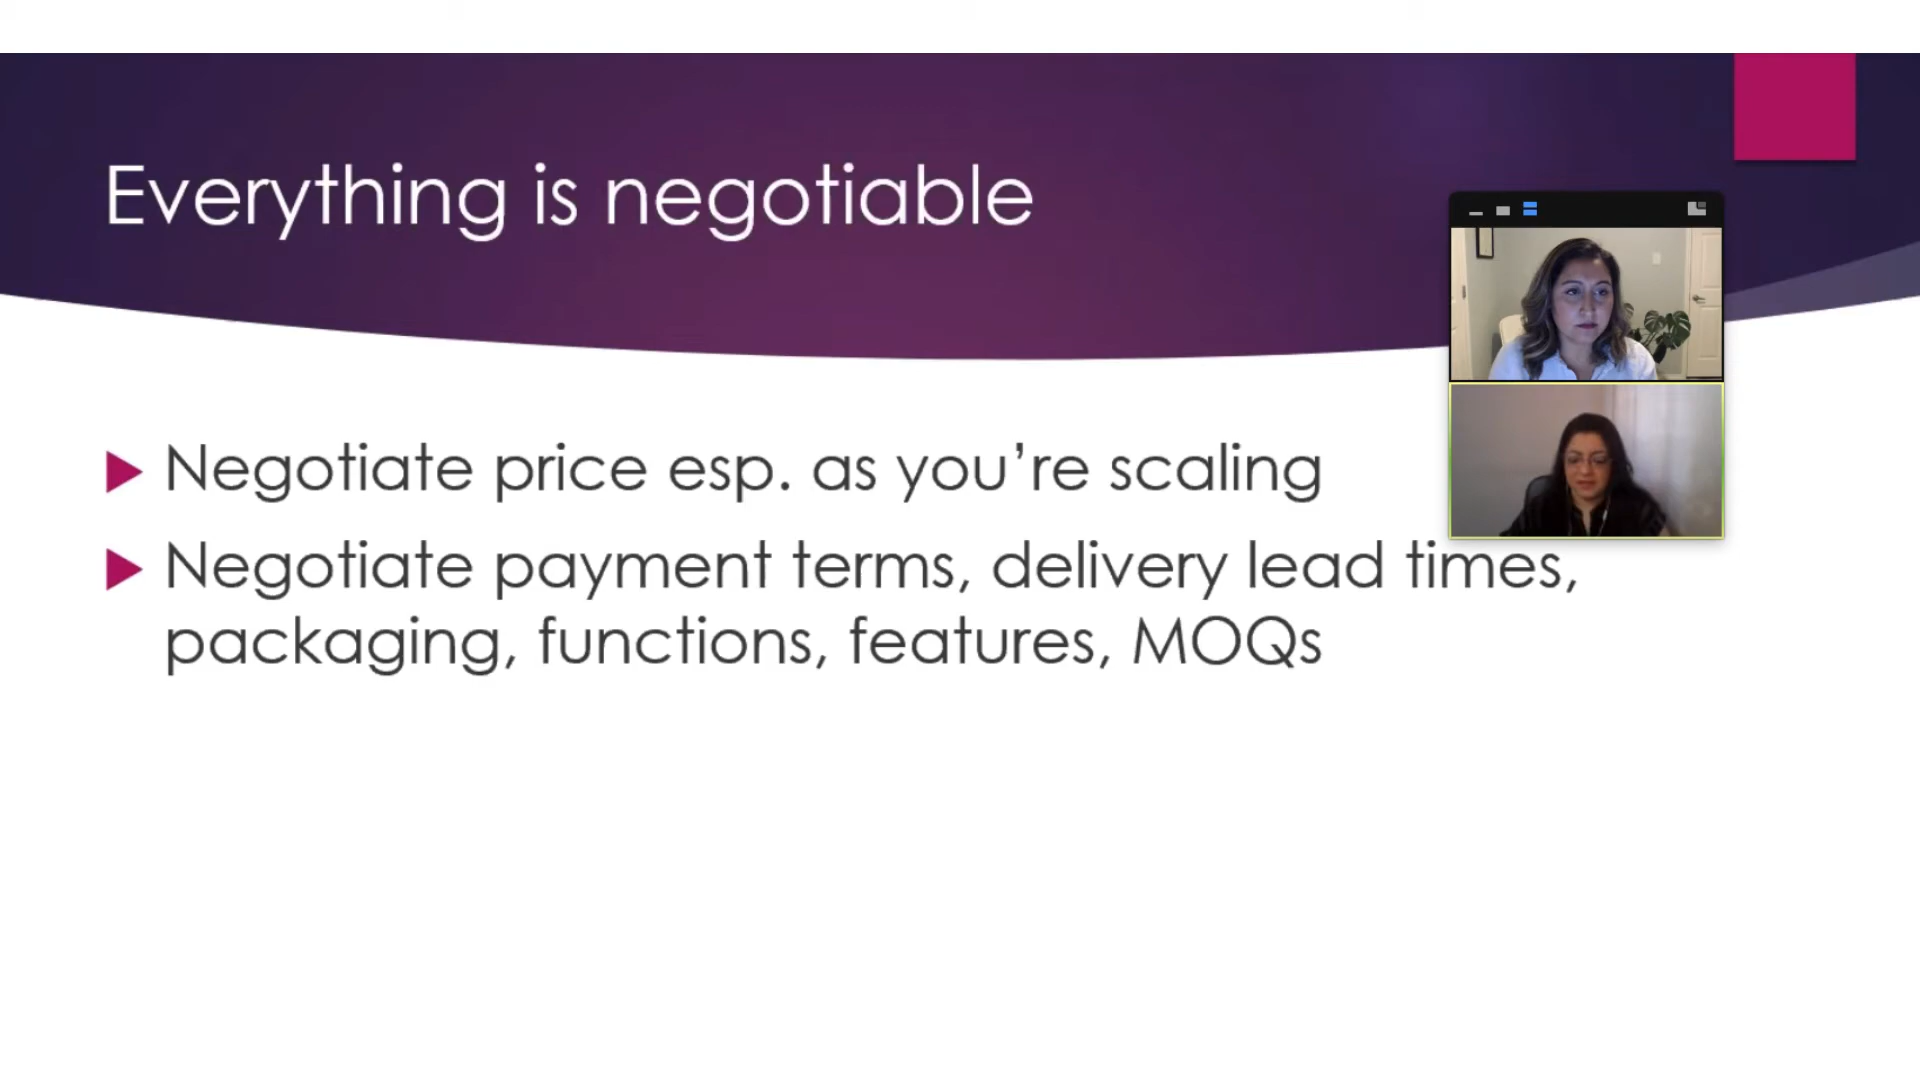 Everything is negotiable
Negotiate price esp. as you’re scaling
Negotiate payment terms, delivery lead times,
packaging, functions, features, MOQs